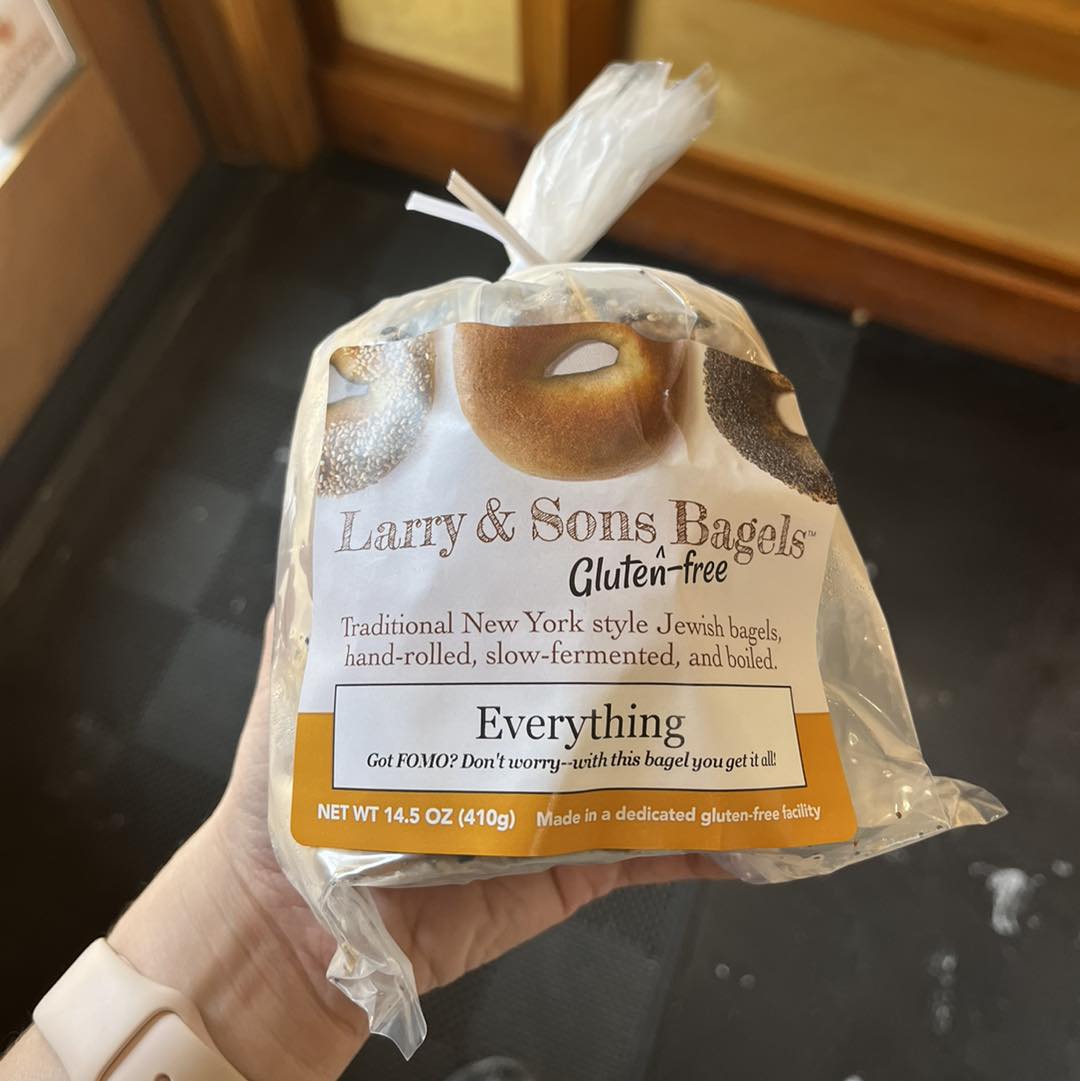 Larry & Sons Bagels™
^
Gluten-free
Traditional New York style Jewish bagels,
hand-rolled, slow-fermented, and boiled.
Everything
Got FOMO? Don't worry--with this bagel you get it all!
NET WT 14.5 OZ (410g) Made in a dedicated gluten-free facility